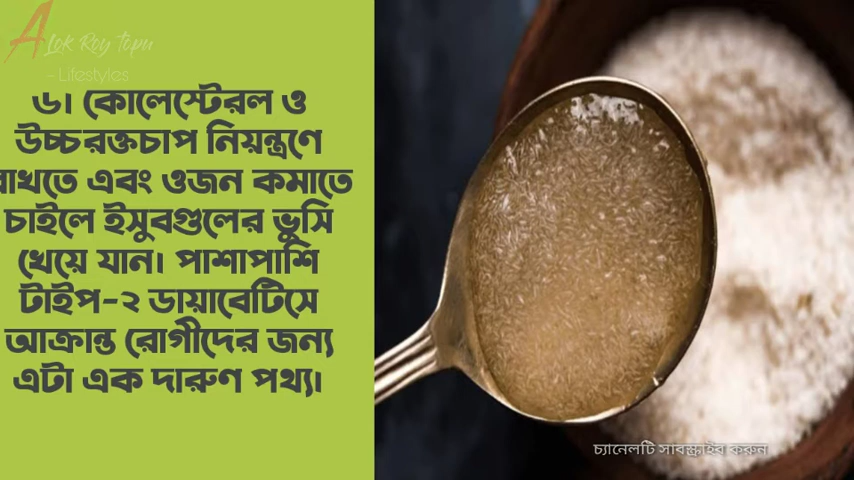 ALok Roy topu
- Lifestyles
৬। কোলেস্টেরল ও
উচ্চরক্তচাপ নিয়ন্ত্রণে
রাখতে এবং ওজন কমাতে
চাইলে ইসুবগুলের ভুসি
খেয়ে যান। পাশাপাশি
টাইপ-২ ডায়াবেটিসে
আক্রান্ত রোগীদের জন্য
এটা এক দারুণ পথ্য।
চ্যানেলটি সাবস্ক্রাইব করুন